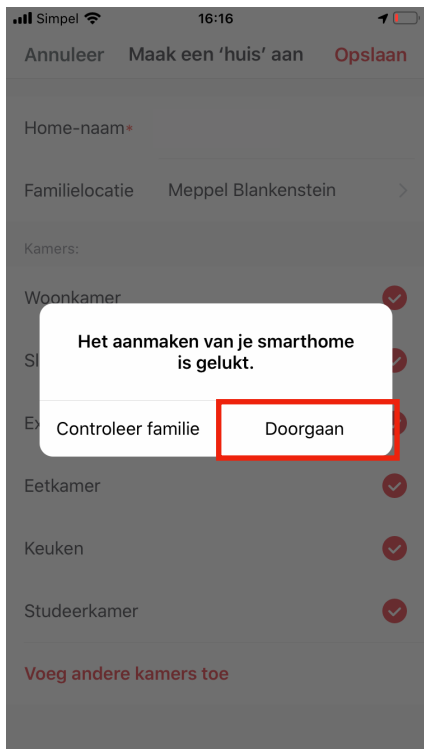 Simpel 16:16
Annuleer Maak een ‘huis’ aan Opslaan
Home-naam*
Familielocatie Meppel Blankenstein
Kamers:
Woonkamer
Het aanmaken van je smarthome
is gelukt.
Controleer familie Doorgaan
Eetkamer
Keuken
Studeerkamer
Voeg andere kamers toe